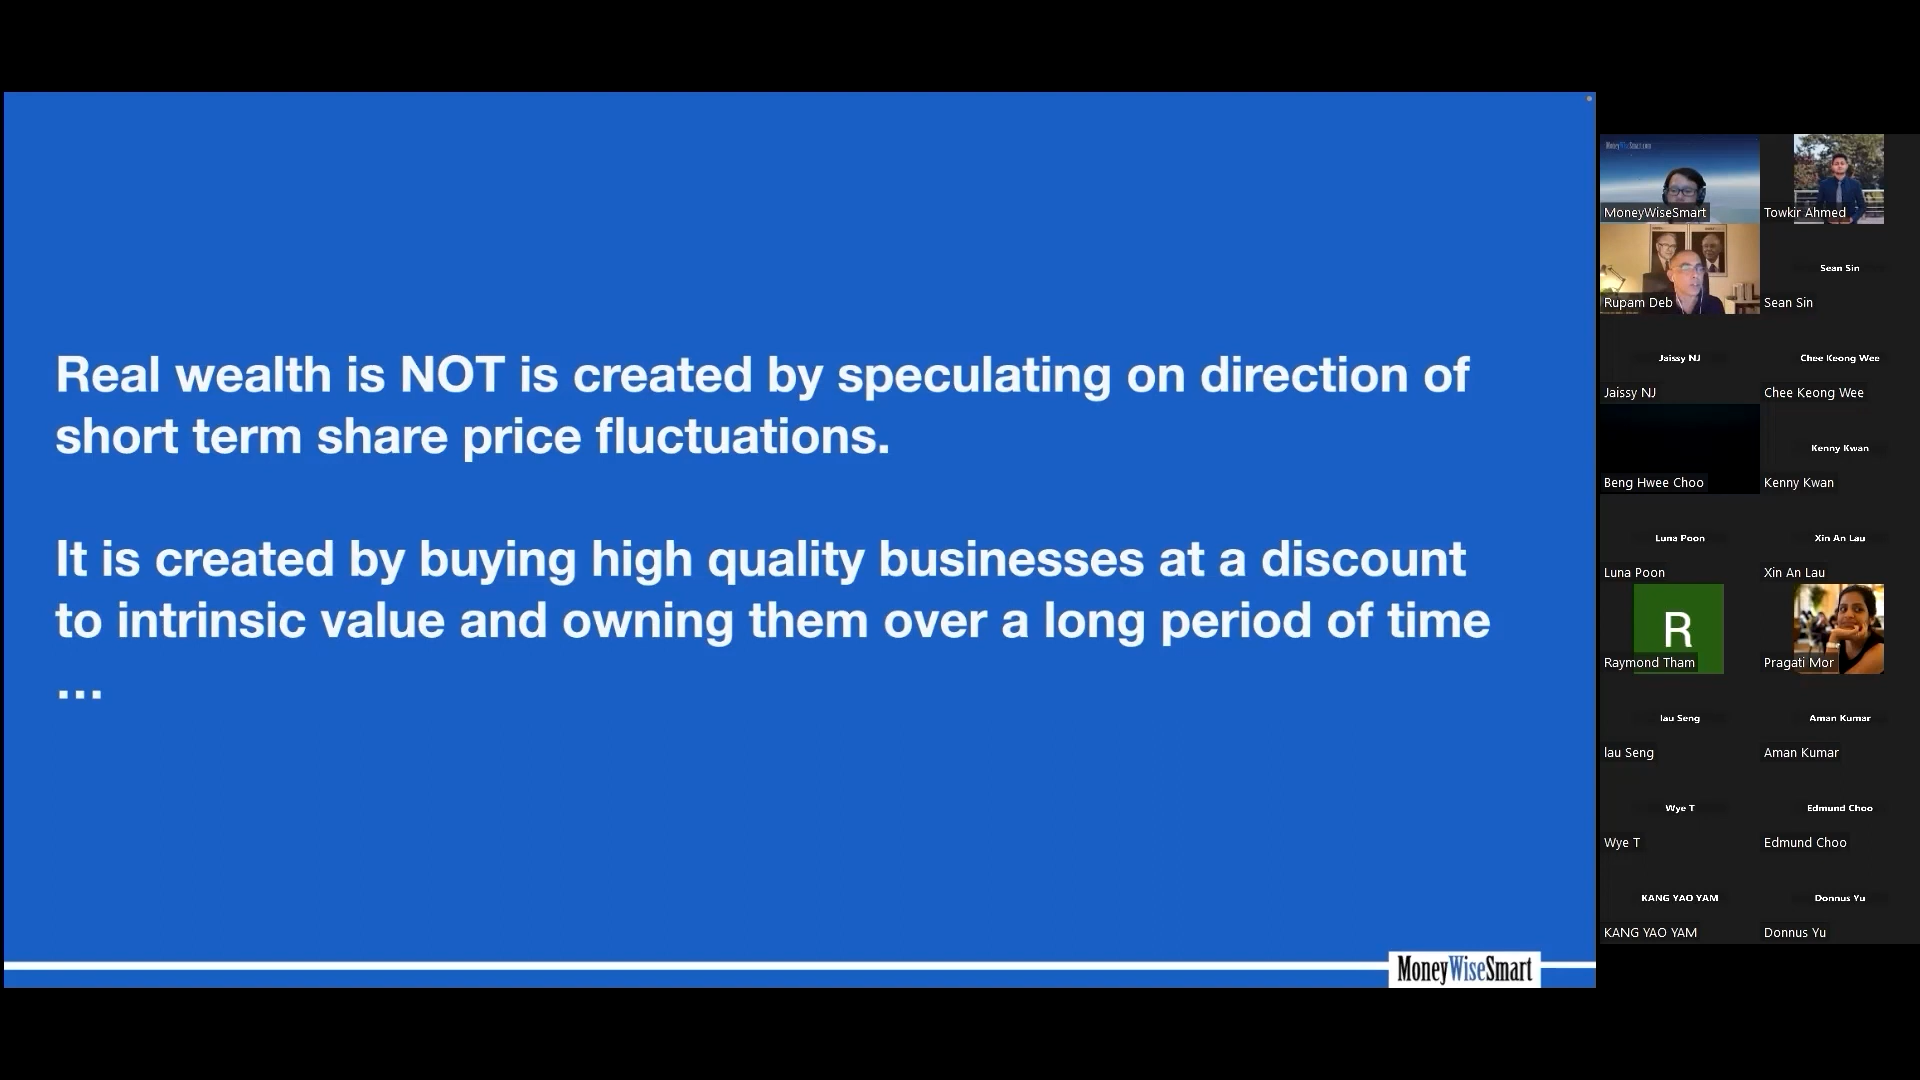 Real wealth is NOT is created by speculating on direction of
short term share price fluctuations.
It is created by buying high quality businesses at a discount
to intrinsic value and owning them over a long period of time
...
MoneyWiseSmart
MoneyWiseSmart.com
MoneyWiseSmart
Towkir Ahmed
Rupam Deb
Sean Sin
Sean Sin
Jaissy NJ
Jaissy NJ
Chee Keong Wee
Chee Keong Wee
Beng Hwee Choo
Kenny Kwan
Kenny Kwan
Luna Poon
Luna Poon
Xin An Lau
Xin An Lau
R
Raymond Tham
Pragati Mor
lau Seng
lau Seng
Aman Kumar
Aman Kumar
Wye T
Wye T
Edmund Choo
Edmund Choo
KANG YAO YAM
KANG YAO YAM
Donnus Yu
Donnus Yu